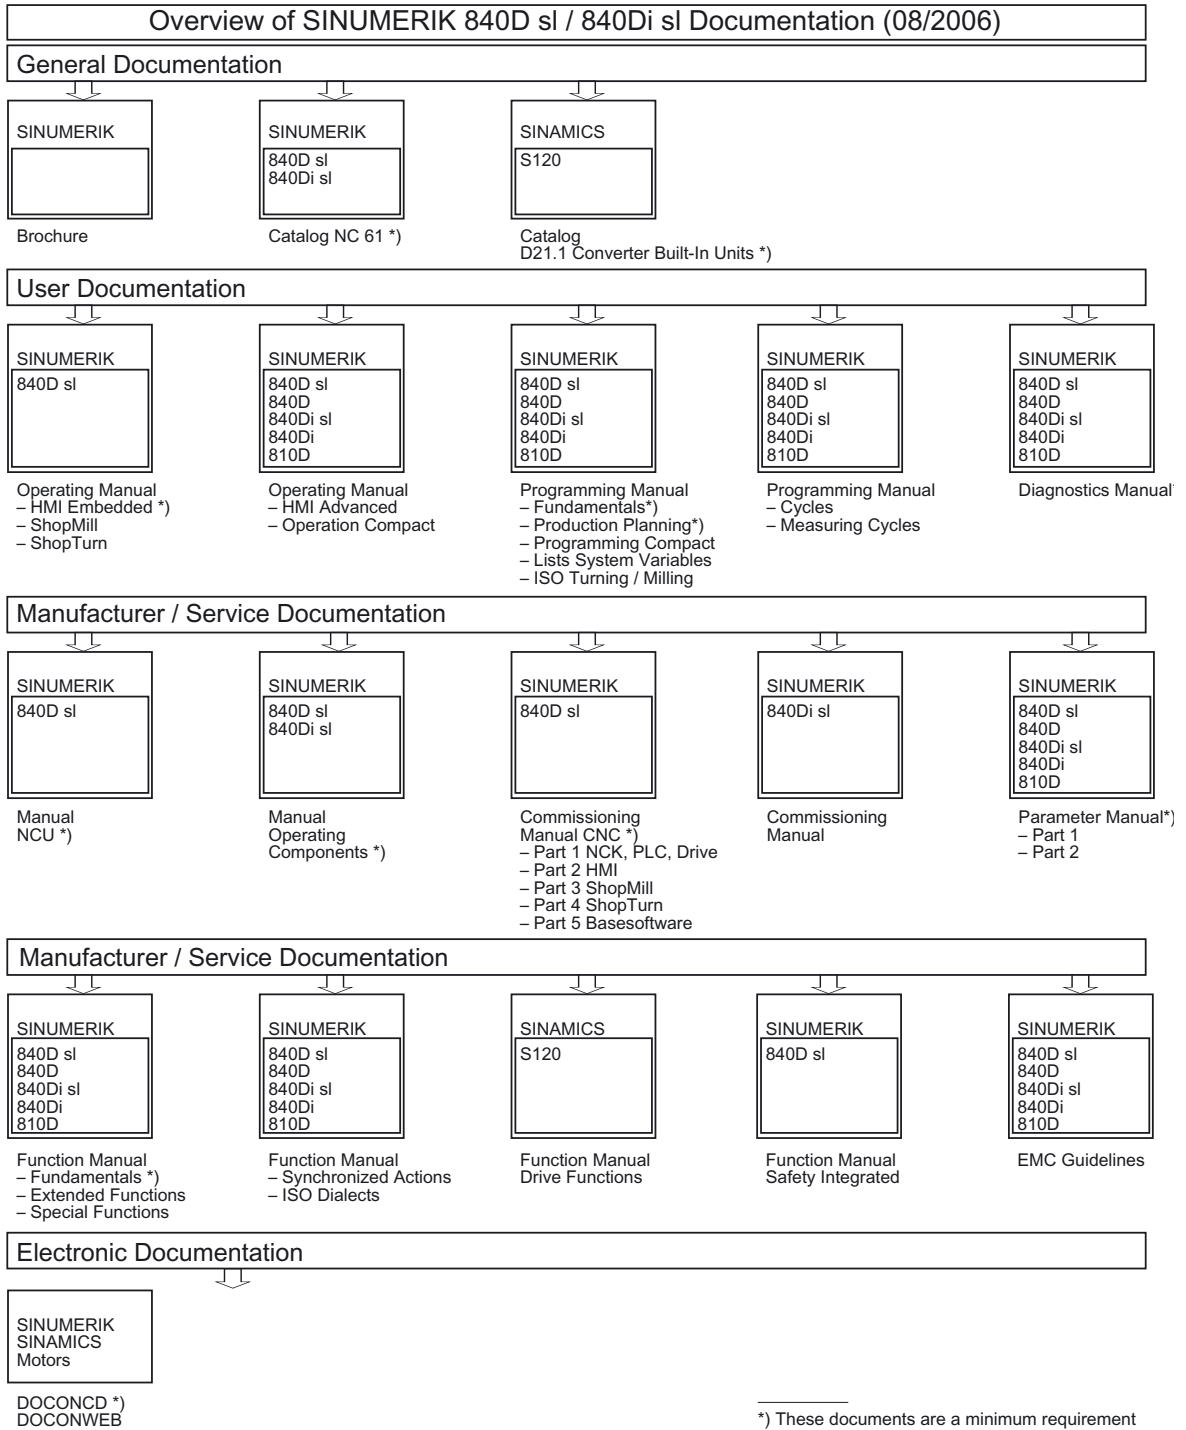 Overview of SINUMERIK 840D sl / 840Di sl Documentation (08/2006)
General Documentation
SINUMERIK
Brochure
SINUMERIK
840D sl
840Di sl
Catalog NC 61 *)
SINAMICS
S120
Catalog
D21.1 Converter Built-In Units *)
User Documentation
SINUMERIK
840D sl
Operating Manual
– HMI Embedded *)
– ShopMill
– ShopTurn
SINUMERIK
840D sl
840D
840Di sl
840Di
810D
Operating Manual
– HMI Advanced
– Operation Compact
SINUMERIK
840D sl
840D
840Di sl
840Di
810D
Programming Manual
– Fundamentals*)
– Production Planning*)
– Programming Compact
– Lists System Variables
– ISO Turning / Milling
SINUMERIK
840D sl
840D
840Di sl
840Di
810D
Programming Manual
– Cycles
– Measuring Cycles
SINUMERIK
840D sl
840D
840Di sl
840Di
810D
Diagnostics Manual
Manufacturer / Service Documentation
SINUMERIK
840D sl
Manual
NCU *)
SINUMERIK
840D sl
840Di sl
Manual
Operating
Components *)
SINUMERIK
840D sl
Commissioning
Manual CNC *)
– Part 1 NCK, PLC, Drive
– Part 2 HMI
– Part 3 ShopMill
– Part 4 ShopTurn
– Part 5 Basesoftware
SINUMERIK
840Di sl
Commissioning
Manual
SINUMERIK
840D sl
840D
840Di sl
840Di
810D
Parameter Manual*)
– Part 1
– Part 2
Manufacturer / Service Documentation
SINUMERIK
840D sl
840D
840Di sl
840Di
810D
Function Manual
– Fundamentals *)
– Extended Functions
– Special Functions
SINUMERIK
840D sl
840D
840Di sl
840Di
810D
Function Manual
– Synchronized Actions
– ISO Dialects
SINAMICS
S120
Function Manual
Drive Functions
SINUMERIK
840D sl
Function Manual
Safety Integrated
SINUMERIK
840D sl
840D
840Di sl
840Di
810D
EMC Guidelines
Electronic Documentation
SINUMERIK
SINAMICS
Motors
DOCONCD *)
DOCONWEB
*) These documents are a minimum requirement